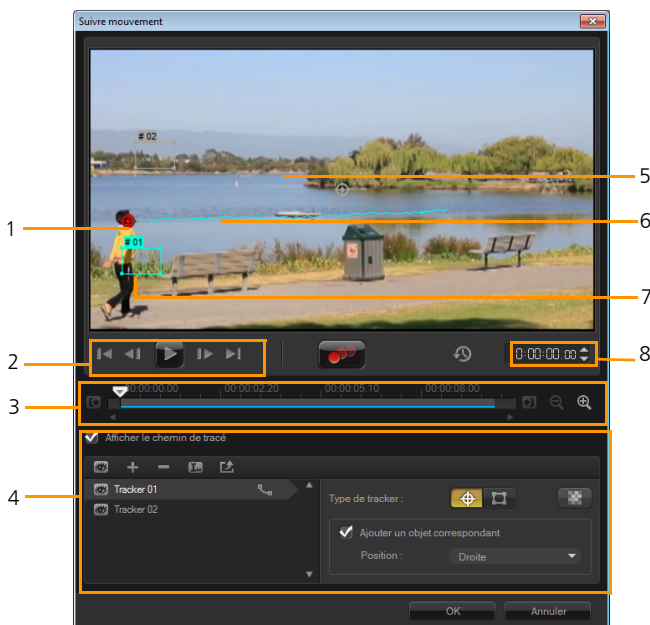 Suivre mouvement
# 02
5
6
1
# 01
7
2
0:00:00.00
8
3
00:00:00.00 00:00:02.20 00:00:05.10 00:00:08.00
Afficher le chemin de tracé
4
Tracker 01
Tracker 02
Type de tracker :
Ajouter un objet correspondant
Position :
Droite
OK
Annuler